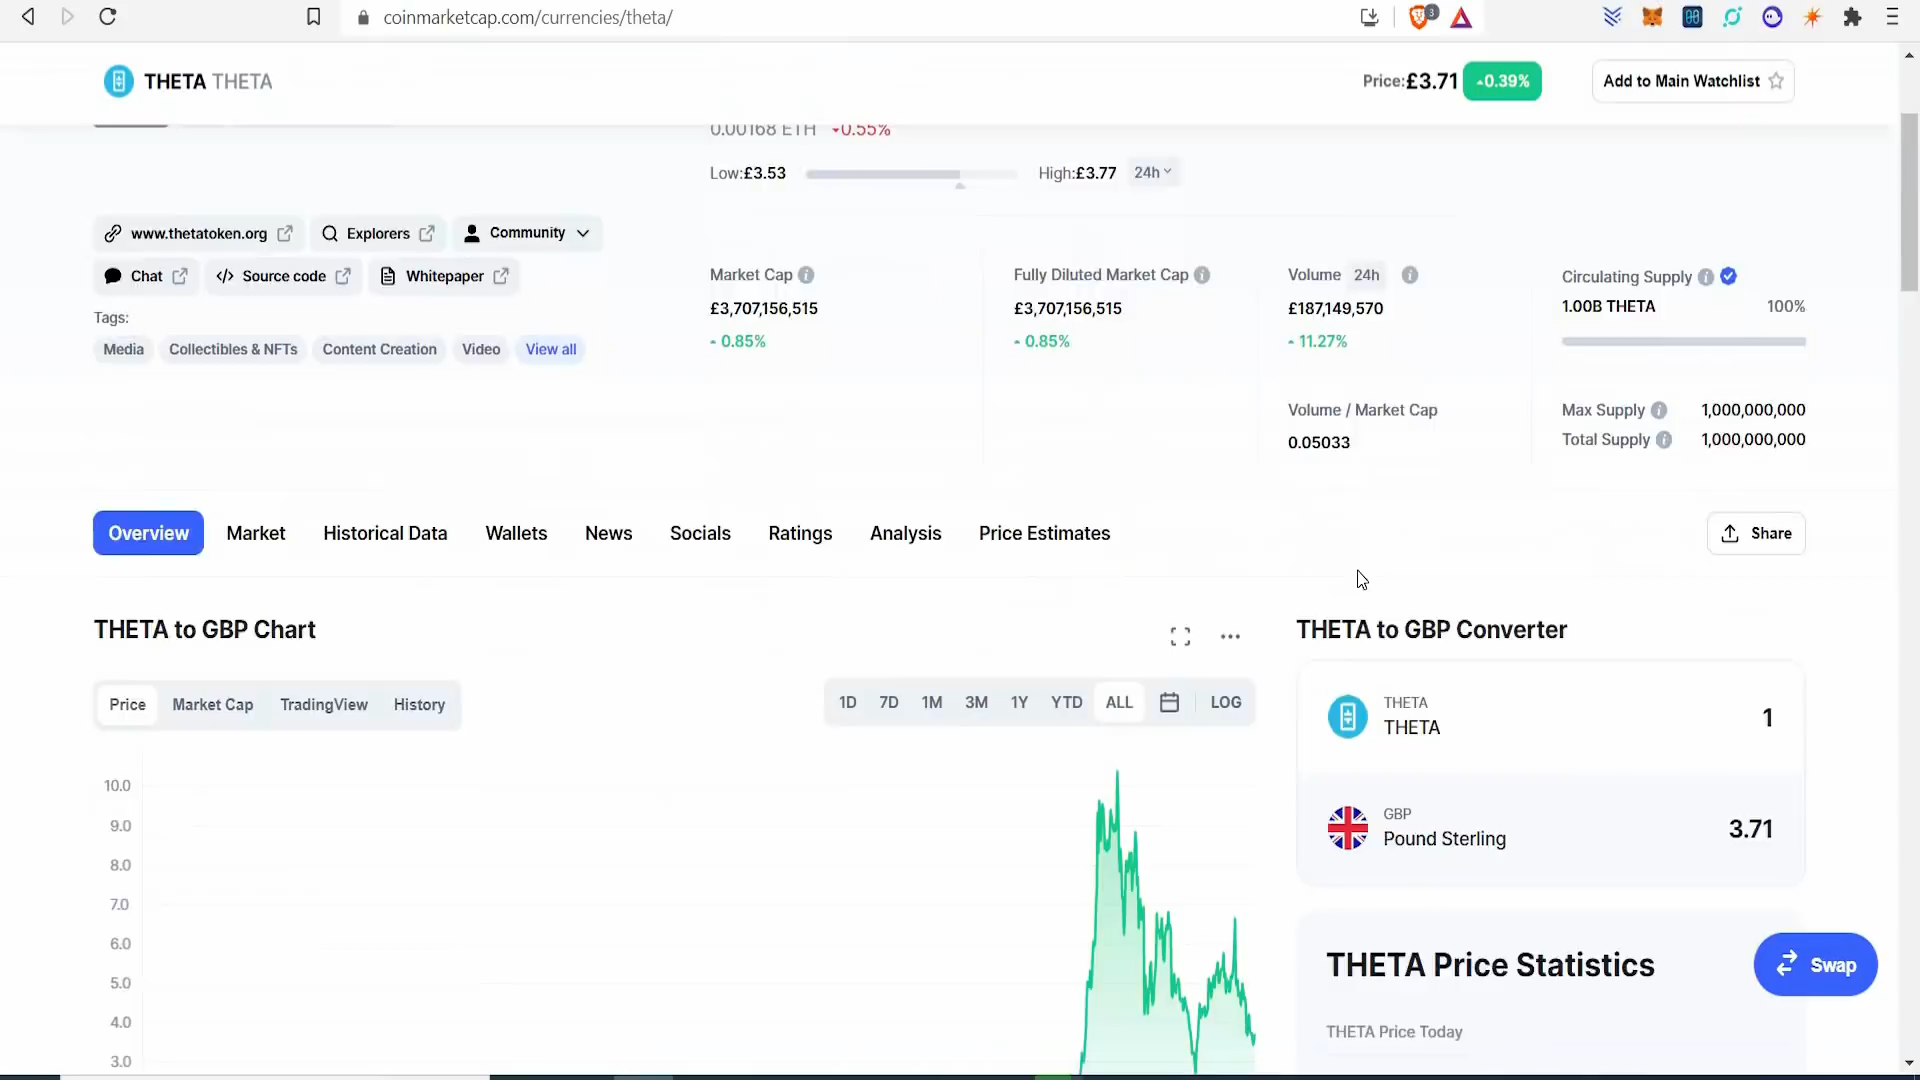 coinmarketcap.com/currencies/theta/
3
THETA THETA
Price:£3.71 0.39%
Add to Main Watchlist
0.00168 ETH 0.55%
Low:£3.53 High:£3.77 24h
www.thetatoken.org Explorers Community
Chat Source code Whitepaper
Tags:
Media Collectibles & NFTs Content Creation Video View all
Market Cap
£3,707,156,515
0.85%
Fully Diluted Market Cap
£3,707,156,515
0.85%
Volume 24h
£187,149,570
11.27%
Volume / Market Cap
0.05033
Circulating Supply
1.00B THETA 100%
Max Supply 1,000,000,000
Total Supply 1,000,000,000
Overview Market Historical Data Wallets News Socials Ratings Analysis Price Estimates
Share
THETA to GBP Chart
Price Market Cap TradingView History
1D 7D 1M 3M 1Y YTD ALL LOG
10.0
9.0
8.0
7.0
6.0
5.0
4.0
3.0
THETA to GBP Converter
THETA
THETA
1
GBP
Pound Sterling
3.71
THETA Price Statistics
Swap
THETA Price Today